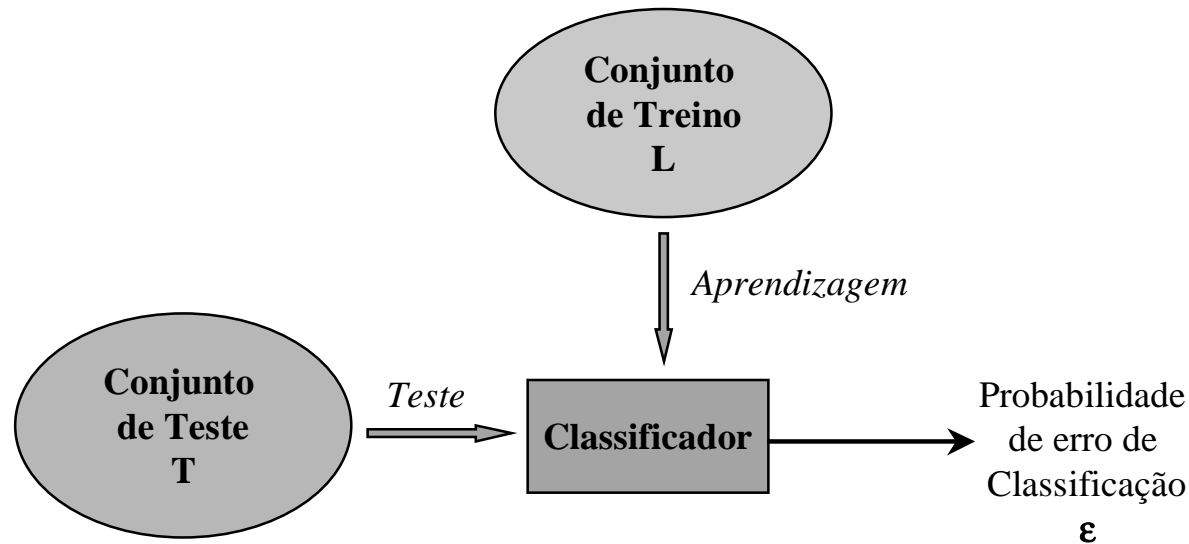 Conjunto
de Treino
L
Aprendizagem
Conjunto
de Teste
T
Teste
Classificador
Probabilidade
de erro de
Classificação
ε